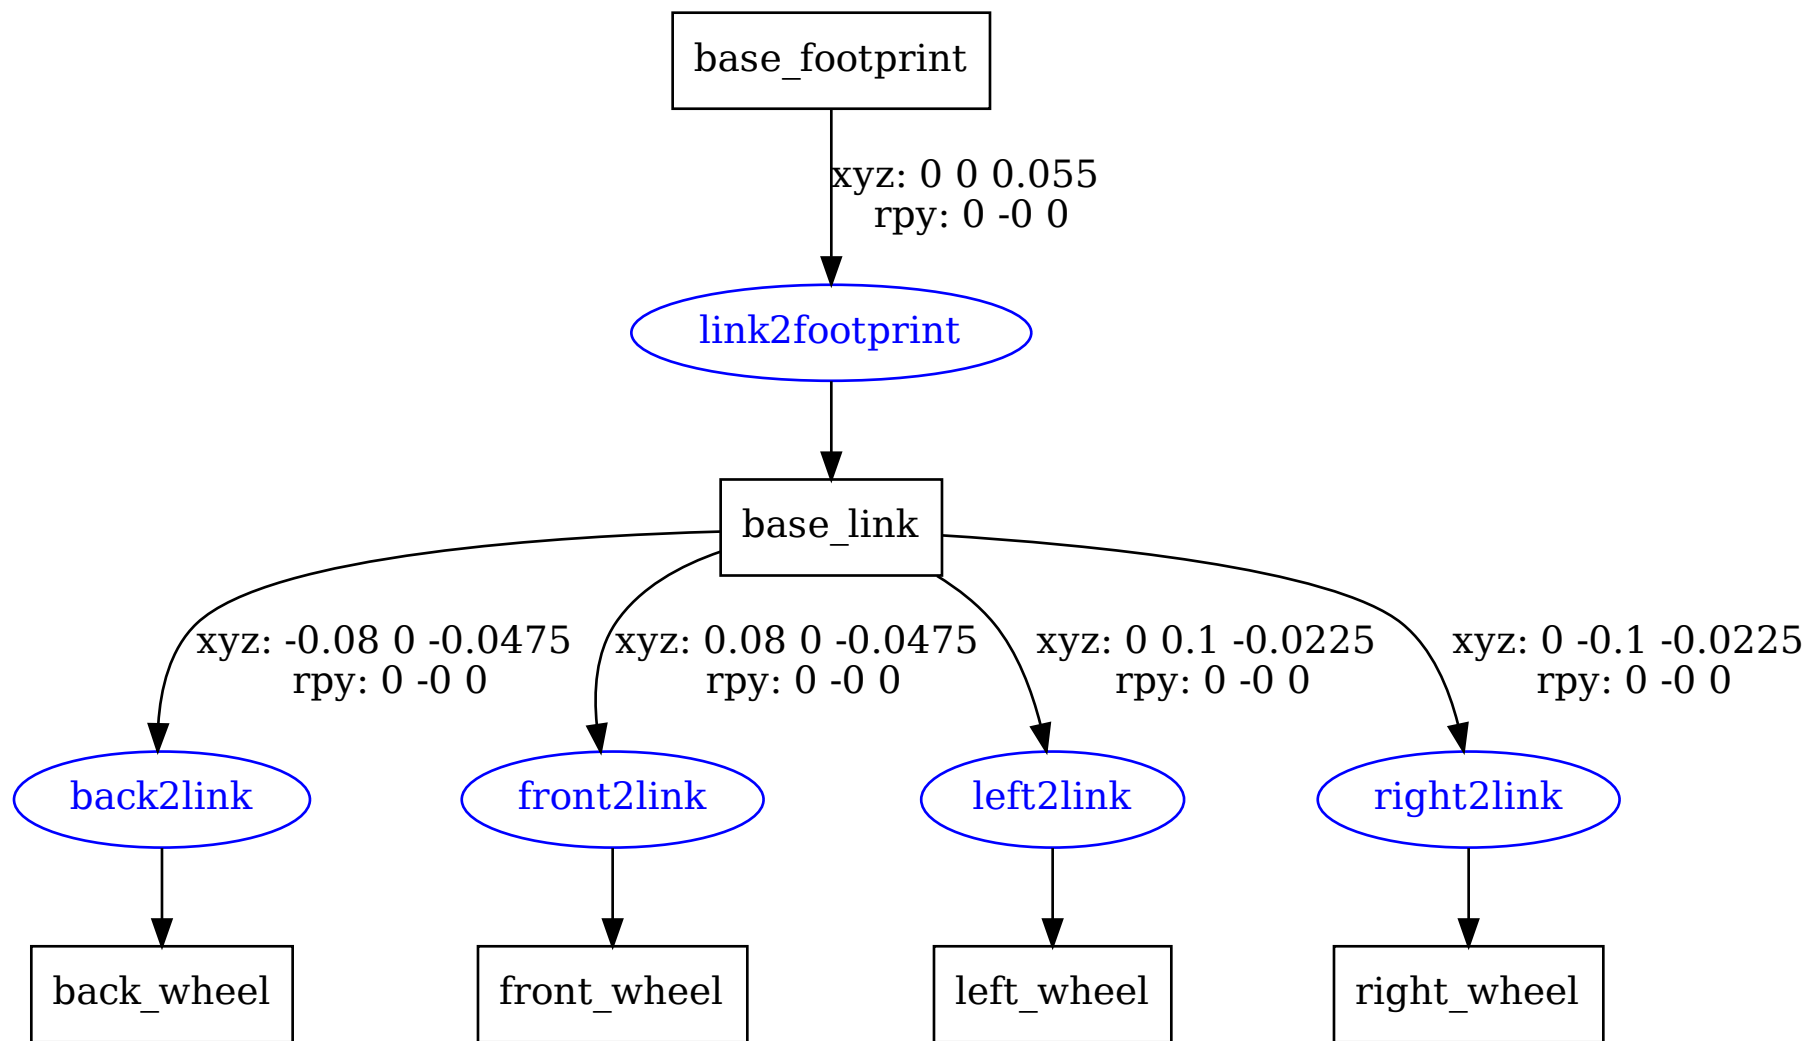 base_footprint
xyz: 0 0 0.055
rpy: 0 -0 0
link2footprint
base_link
xyz: -0.08 0 -0.0475
rpy: 0 -0 0
xyz: 0.08 0 -0.0475
rpy: 0 -0 0
xyz: 0 0.1 -0.0225
rpy: 0 -0 0
xyz: 0 -0.1 -0.0225
rpy: 0 -0 0
back2link
front2link
left2link
right2link
back_wheel
front_wheel
left_wheel
right_wheel